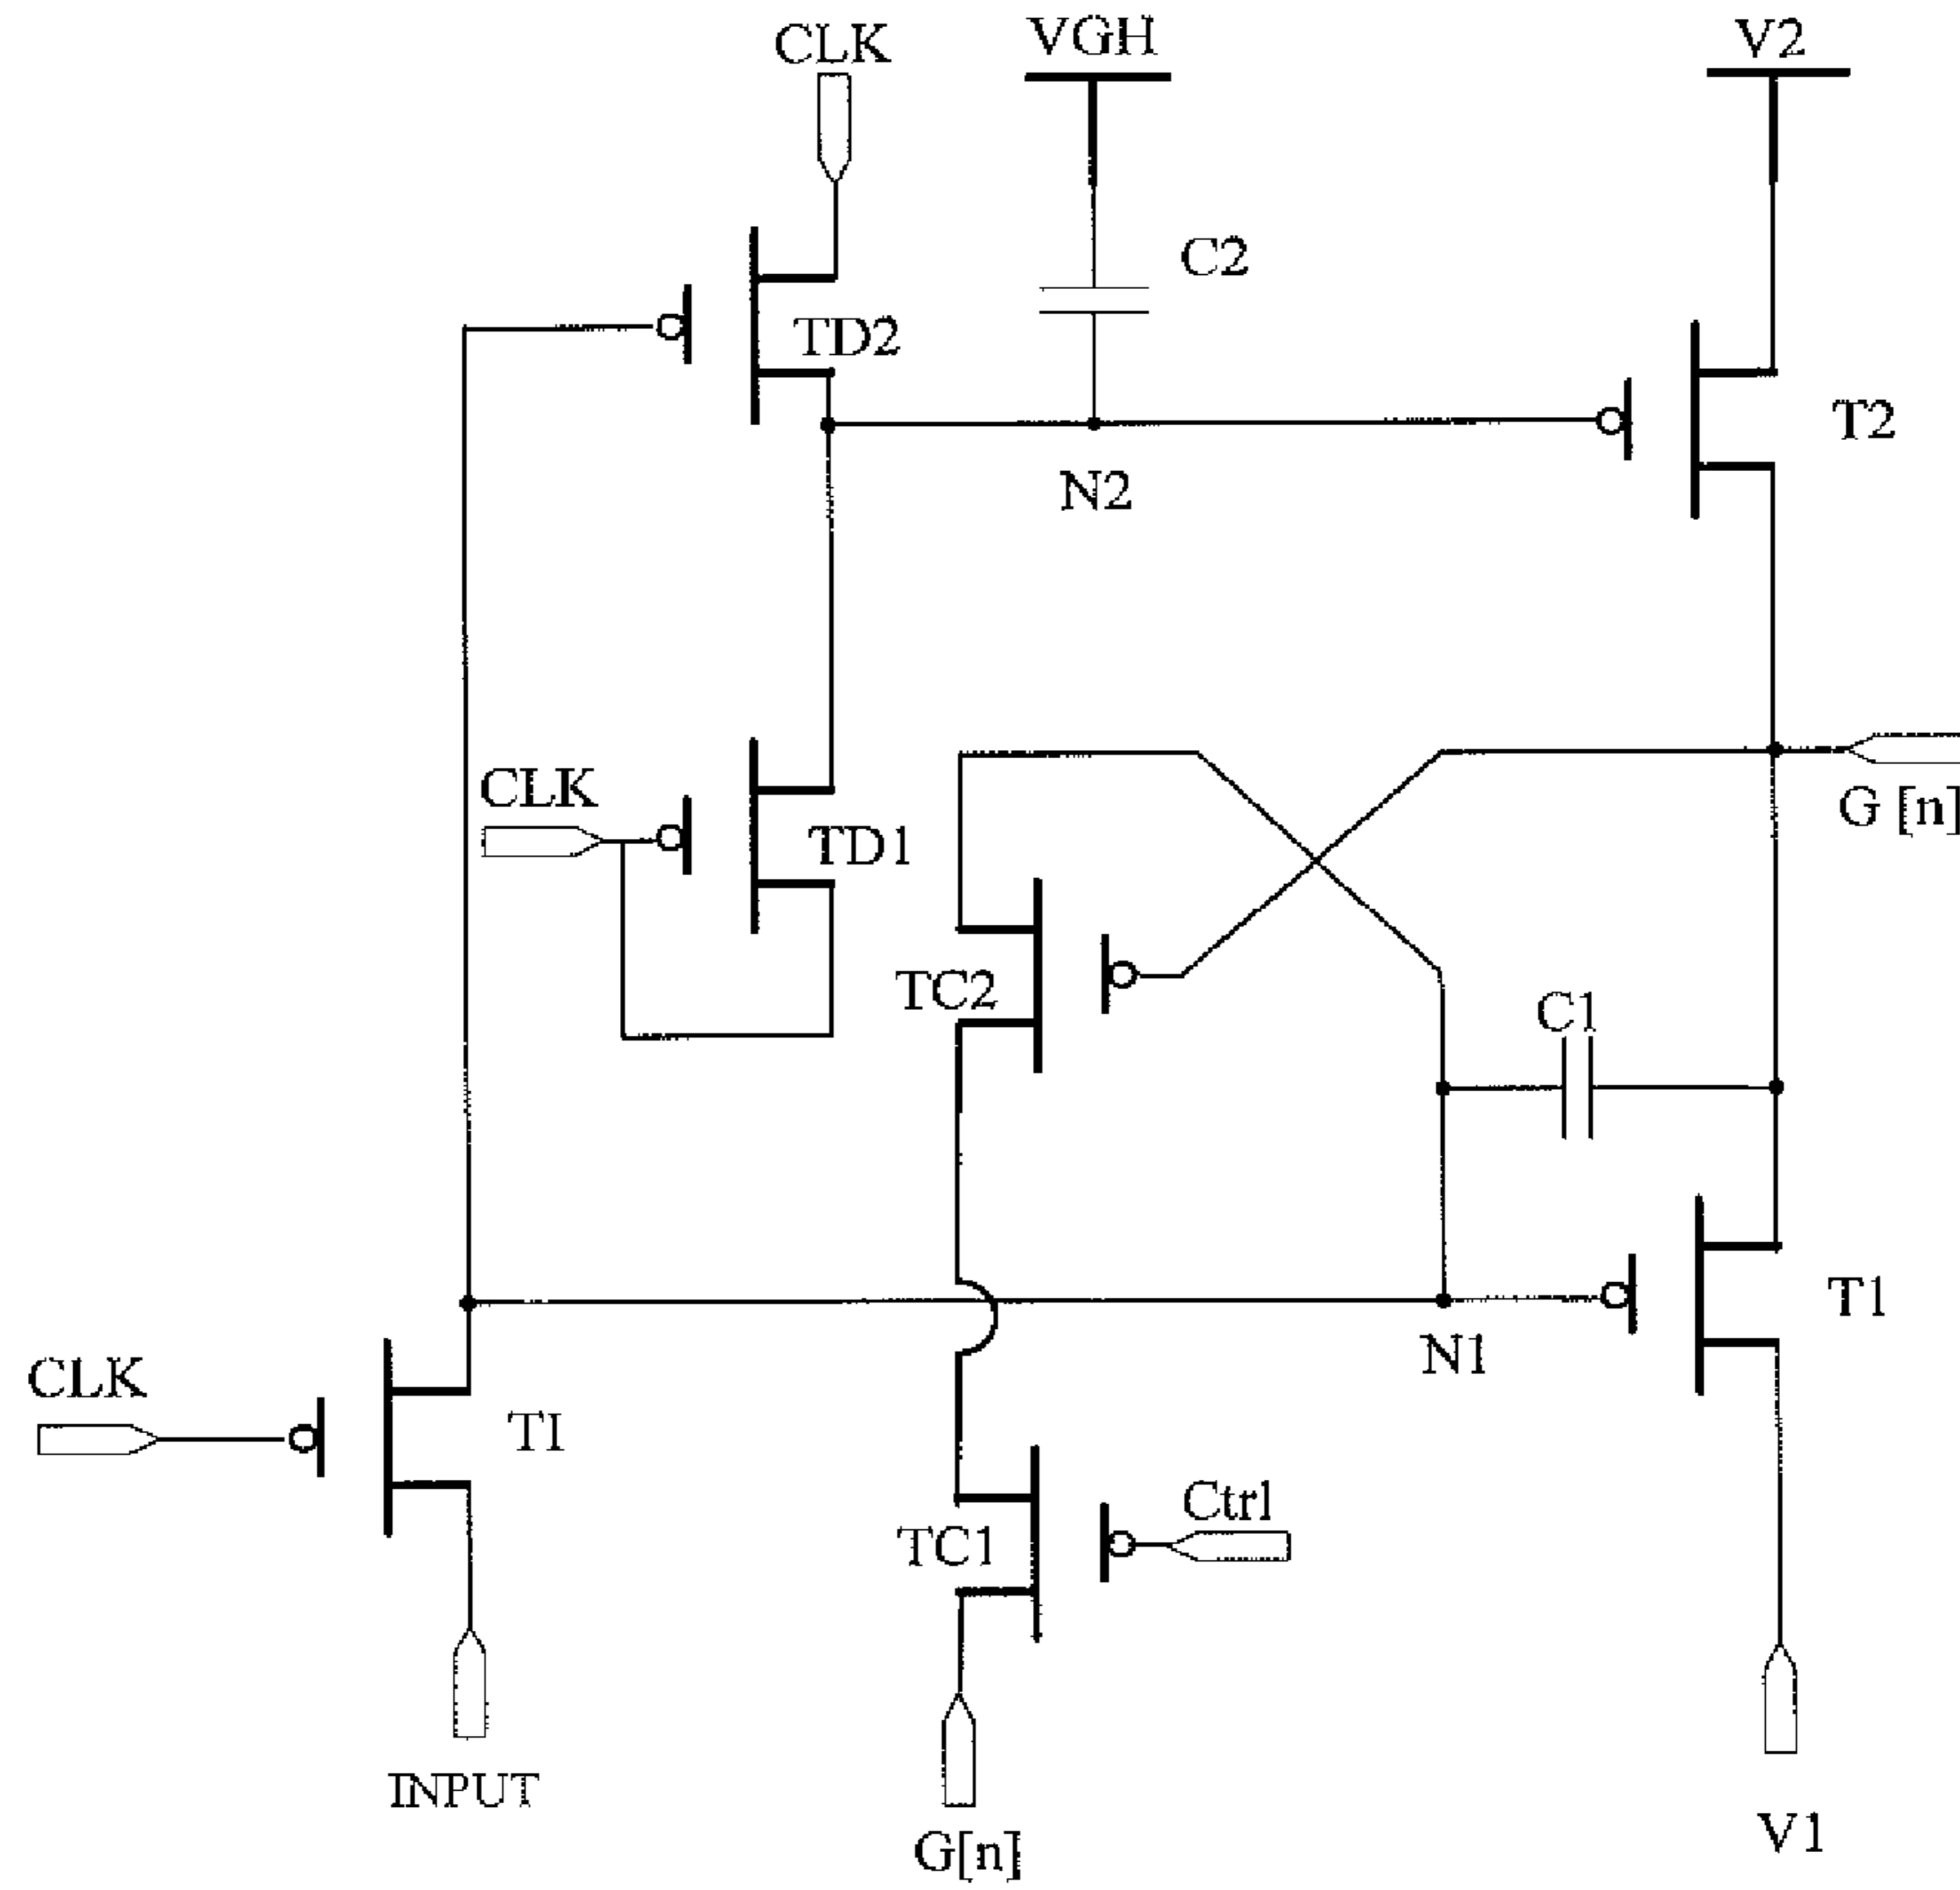 CLK
VGH
V2
C2
TD2
T2
N2
CLK
TD1
G [n]
TC2
C1
T1
N1
CLK
TI
Ctrl
TC1
INPUT
G[n]
V1